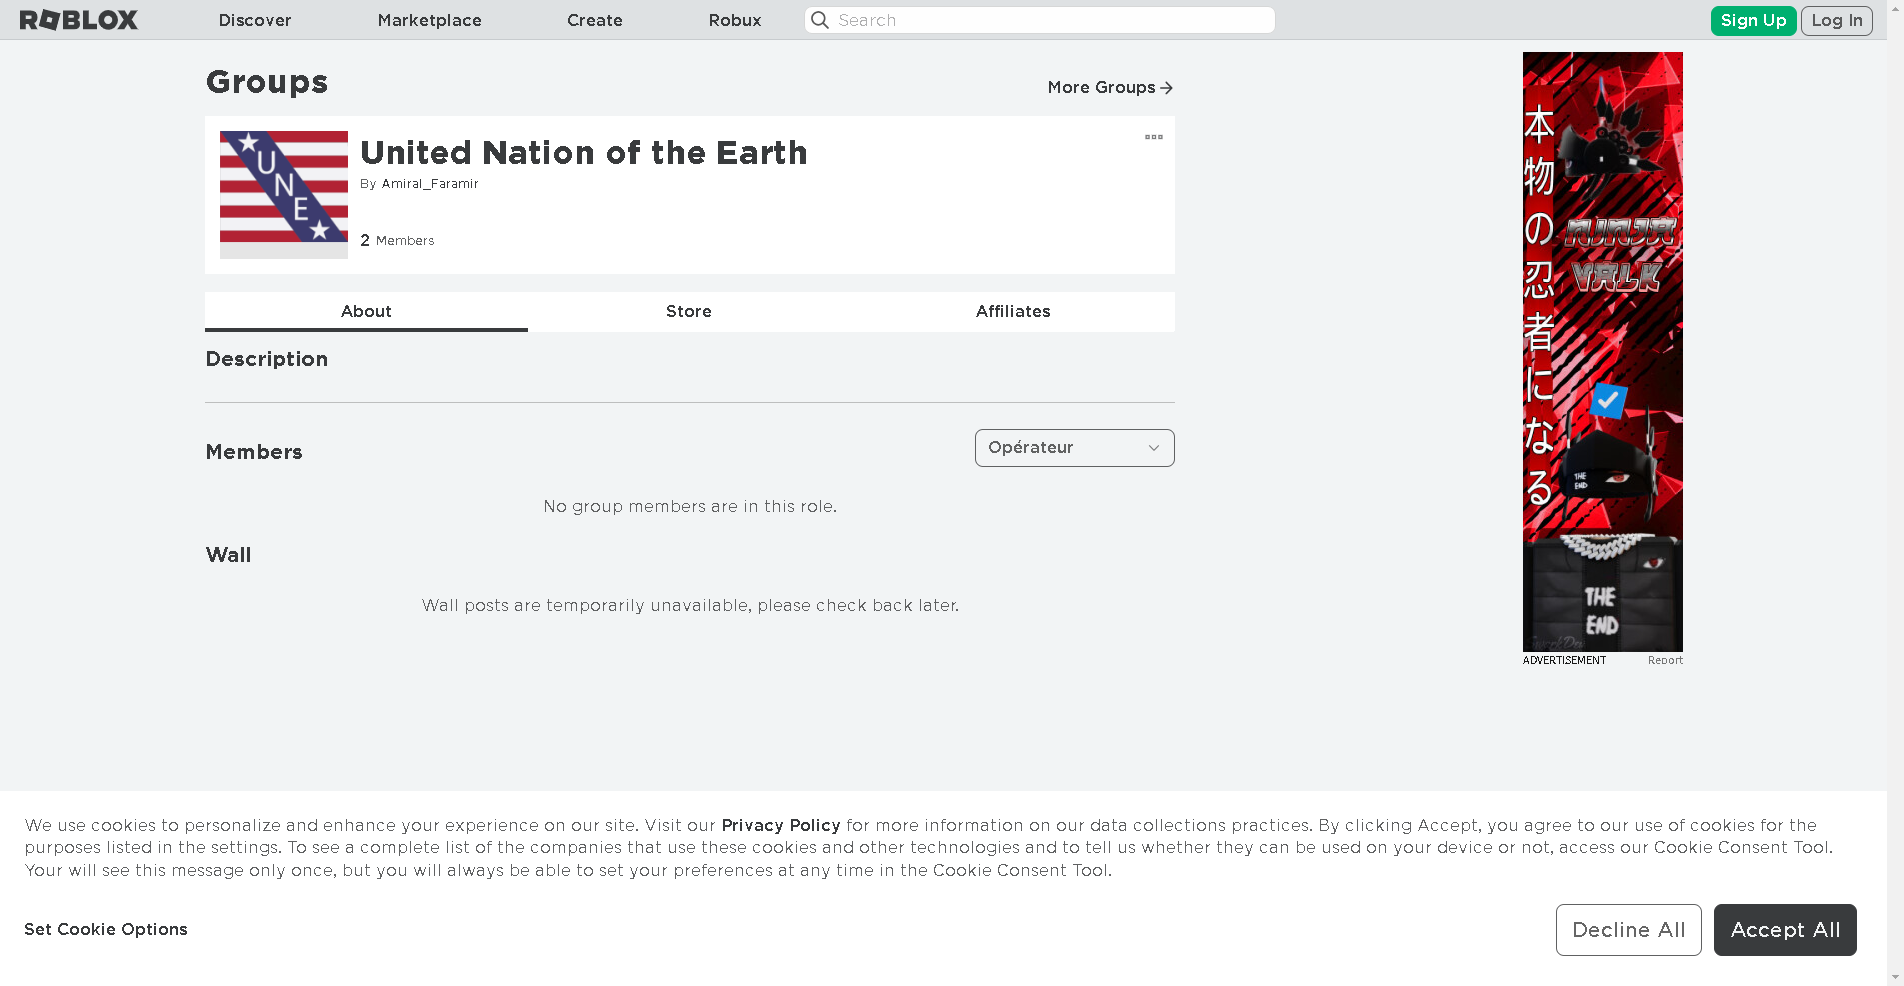 ROBLOX
Discover
Marketplace
Create
Robux
Search
Sign Up
Log In
Groups
More Groups
UNE
United Nation of the Earth
By Amiral_Faramir
2 Members
About
Store
Affiliates
Description
Members
Opérateur
No group members are in this role.
Wall
Wall posts are temporarily unavailable, please check back later.
本物の忍者になる
NINJA
VALK
THE
END
THE
END
ADVERTISEMENT
Report
We use cookies to personalize and enhance your experience on our site. Visit our Privacy Policy for more information on our data collections practices. By clicking Accept, you agree to our use of cookies for the
purposes listed in the settings. To see a complete list of the companies that use these cookies and other technologies and to tell us whether they can be used on your device or not, access our Cookie Consent Tool.
Your will see this message only once, but you will always be able to set your preferences at any time in the Cookie Consent Tool.
Set Cookie Options
Decline All
Accept All